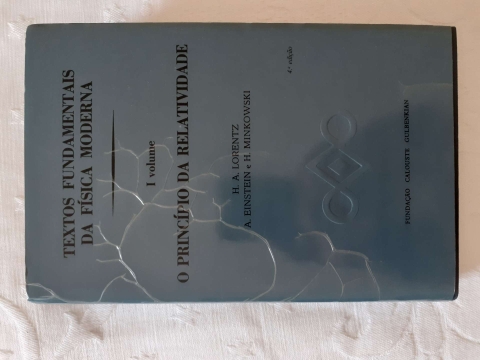 TEXTOS FUNDAMENTAIS
DA FÍSICA MODERNA
I volume
O PRINCÍPIO DA RELATIVIDADE
H. A. LORENTZ
A. EINSTEIN e H. MINKOWSKI
4.ª edição
FUNDAÇÃO CALOUSTE GULBENKIAN